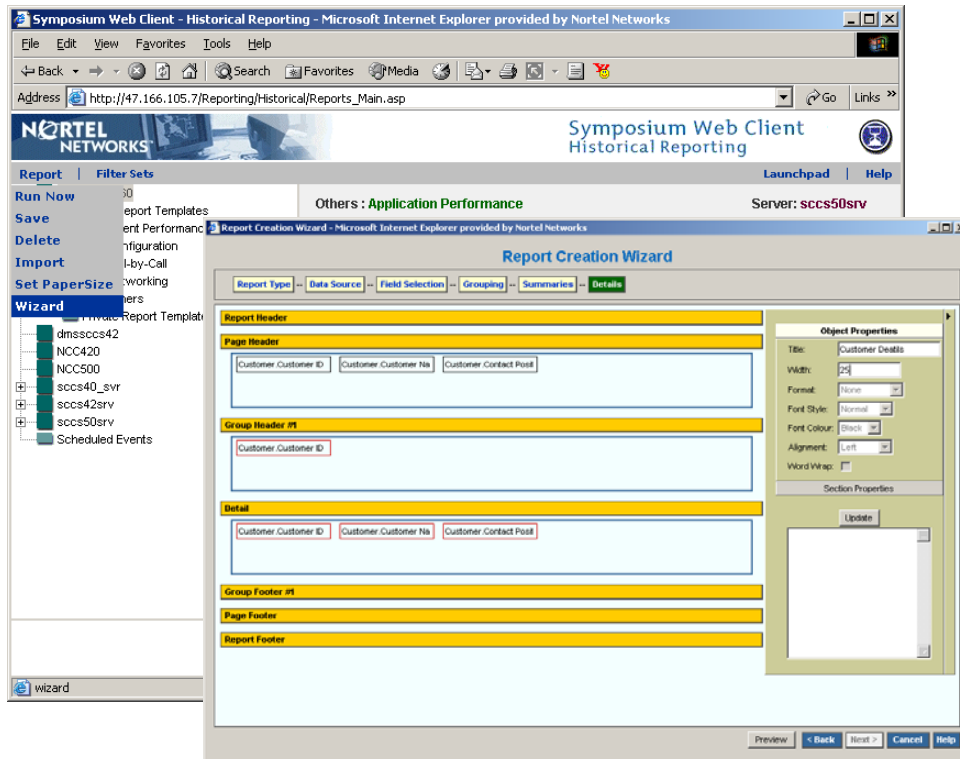 Symposium Web Client - Historical Reporting - Microsoft Internet Explorer provided by Nortel Networks
File Edit View Favorites Tools Help
Back Search Favorites Media
Address http://47.166.105.7/Reporting/Historical/Reports_Main.asp Go Links »
NORTEL NETWORKS
Symposium Web Client
Historical Reporting
Report | Filter Sets Launchpad | Help
Run Now
Save
Delete
Import
Set PaperSize
Wizard
eport Templates
ent Performanc
nfiguration
l-by-Call
tworking
hers
Private Report Templat
dmssccs42
NCC420
NCC500
sccs40_svr
sccs42srv
sccs50srv
Scheduled Events
Others : Application Performance Server: sccs50srv
wizard
Report Creation Wizard - Microsoft Internet Explorer provided by Nortel Networks
Report Creation Wizard
Report Type -- Data Source -- Field Selection -- Grouping -- Summaries -- Details
Report Header
Page Header
Customer.Customer ID Customer.Customer Na Customer.Contact Posit
Group Header #1
Customer.Customer ID
Detail
Customer.Customer ID Customer.Customer Na Customer.Contact Posit
Group Footer #1
Page Footer
Report Footer
Object Properties
Title: Customer Deatils
Width: 25
Format: None
Font Style: Normal
Font Colour: Black
Alignment: Left
Word Wrap:
Section Properties
Update
Preview < Back Next > Cancel Help